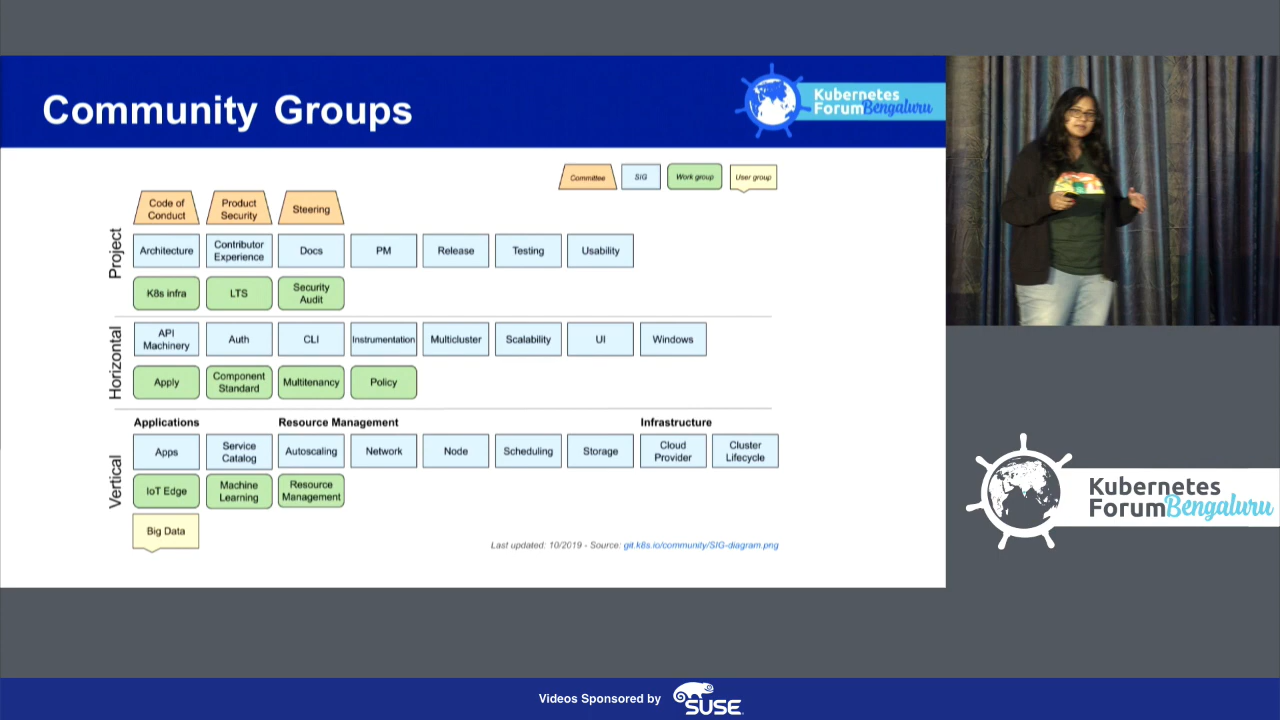 Community Groups
Kubernetes
Forum Bengaluru
Committee
SIG
Work group
User group
Project
Code of
Conduct
Product
Security
Steering
Architecture
Contributor
Experience
Docs
PM
Release
Testing
Usability
K8s infra
LTS
Security
Audit
Horizontal
API
Machinery
Auth
CLI
Instrumentation
Multicluster
Scalability
UI
Windows
Apply
Component
Standard
Multitenancy
Policy
Vertical
Applications
Resource Management
Infrastructure
Apps
Service
Catalog
Autoscaling
Network
Node
Scheduling
Storage
Cloud
Provider
Cluster
Lifecycle
IoT Edge
Machine
Learning
Resource
Management
Big Data
Last updated: 10/2019 - Source: git.k8s.io/community/SIG-diagram.png
Kubernetes
Forum Bengaluru
Videos Sponsored by
SUSE